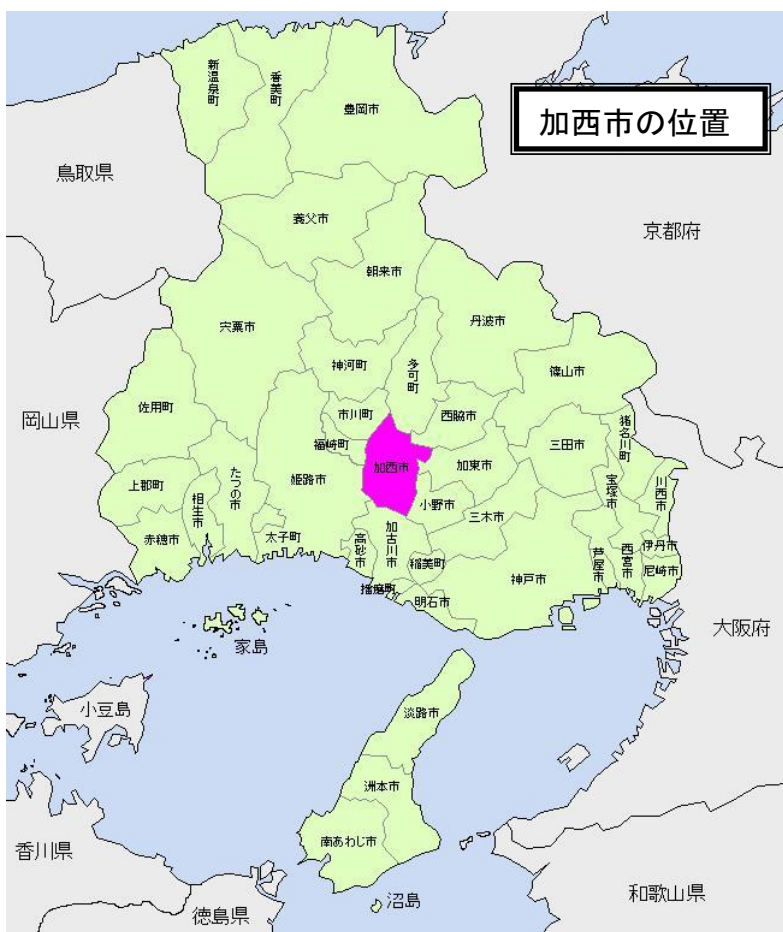 加西市の位置
新温泉町
香美町
豊岡市
鳥取県
養父市
京都府
朝来市
宍粟市
丹波市
神河町
多可町
篠山市
佐用町
岡山県
市川町
西脇市
猪名川町
福崎町
加西市
加東市
三田市
姫路市
たつの市
上郡町
相生市
宝塚市
川西市
小野市
三木市
赤穂市
太子町
高砂市
加古川市
稲美町
神戸市
芦屋市
西宮市
伊丹市
尼崎市
播磨町
明石市
大阪府
家島
小豆島
淡路市
洲本市
南あわじ市
香川県
徳島県
沼島
和歌山県